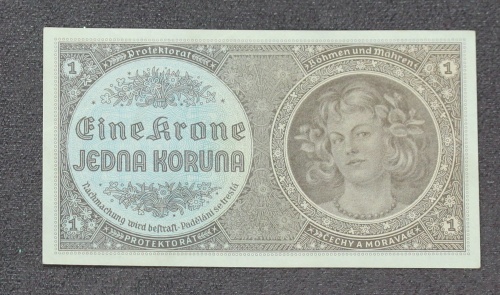 1
Protektorat
Böhmen und Mähren
1
Eine Krone
JEDNA KORUNA
Nachmachung wird bestraft - Padělání se trestá
1
PROTEKTORÁT
ČECHY A MORAVA
1